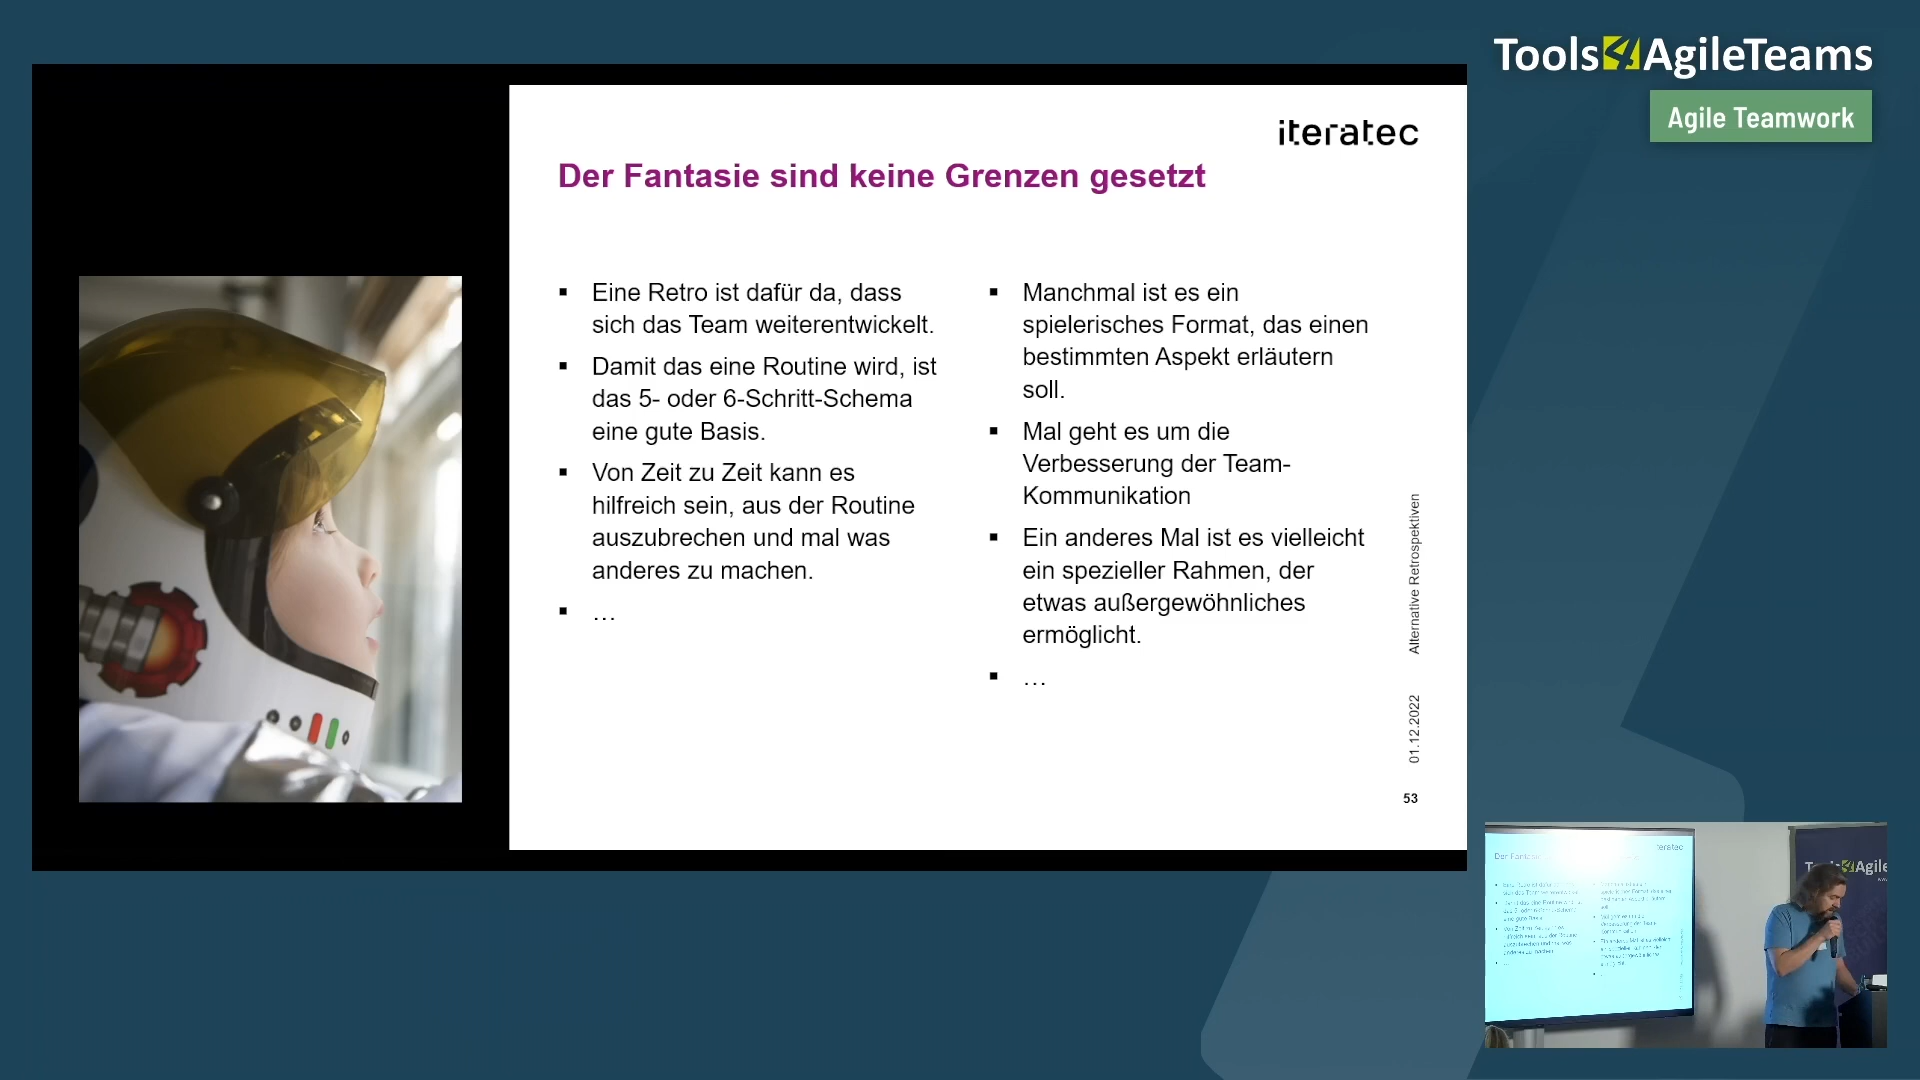 Tools4AgileTeams
Agile Teamwork
iteratec
Der Fantasie sind keine Grenzen gesetzt
▪ Eine Retro ist dafür da, dass
sich das Team weiterentwickelt.
▪ Damit das eine Routine wird, ist
das 5- oder 6-Schritt-Schema
eine gute Basis.
▪ Von Zeit zu Zeit kann es
hilfreich sein, aus der Routine
auszubrechen und mal was
anderes zu machen.
▪ …
▪ Manchmal ist es ein
spielerisches Format, das einen
bestimmten Aspekt erläutern
soll.
▪ Mal geht es um die
Verbesserung der Team-
Kommunikation
▪ Ein anderes Mal ist es vielleicht
ein spezieller Rahmen, der
etwas außergewöhnliches
ermöglicht.
▪ …
Alternative Retrospektiven
01.12.2022
53